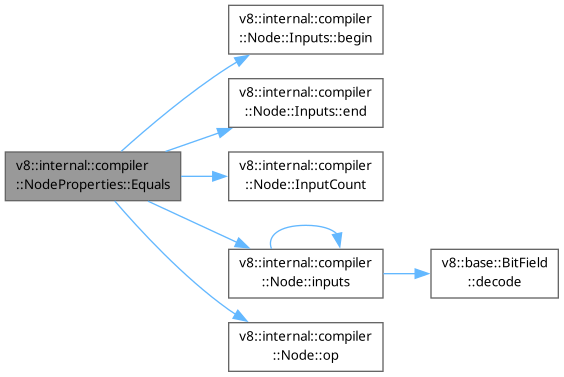 v8::internal::compiler
::Node::Inputs::begin
v8::internal::compiler
::Node::Inputs::end
v8::internal::compiler
::NodeProperties::Equals
v8::internal::compiler
::Node::InputCount
v8::internal::compiler
::Node::inputs
v8::base::BitField
::decode
v8::internal::compiler
::Node::op